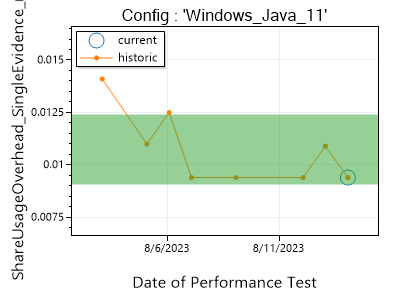 Config : 'Windows_Java_11'
current
historic
0.015
0.0125
0.01
0.0075
8/6/2023
8/11/2023
Date of Performance Test
ShareUsageOverhead_SingleEvidence_